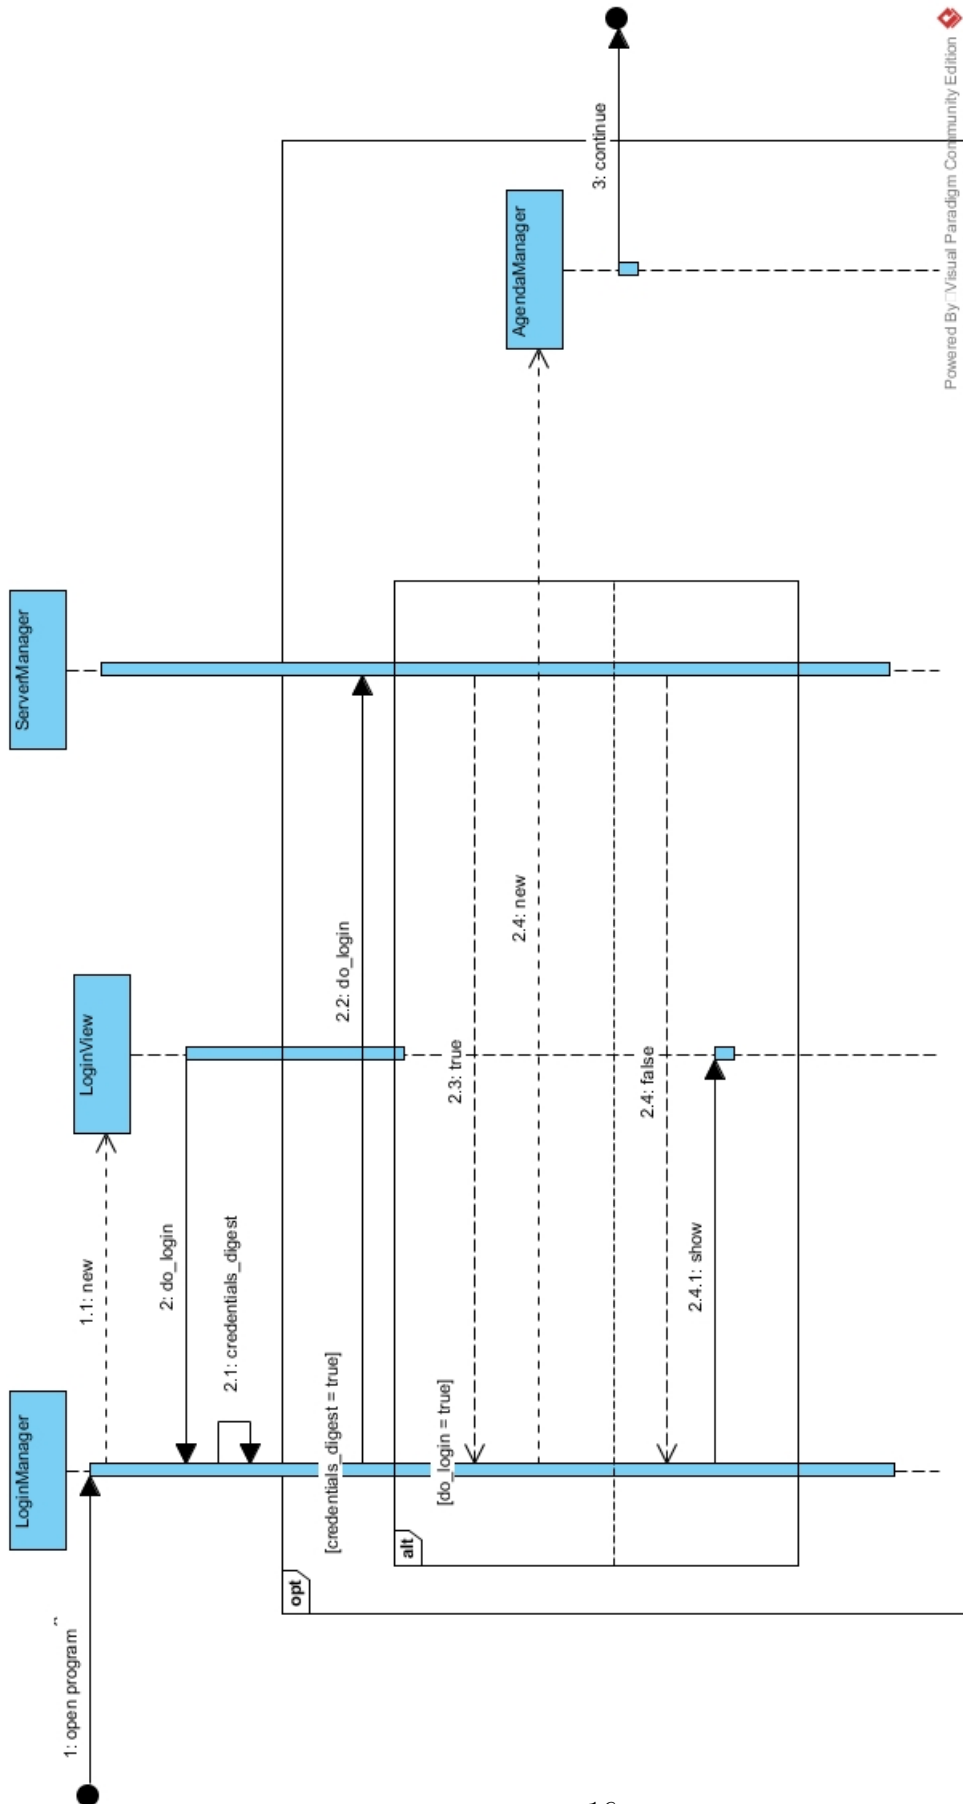 LoginManager
LoginView
ServerManager
AgendaManager
1: open program
1.1: new
2: do_login
2.1: credentials_digest
opt
[credentials_digest = true]
2.2: do_login
alt
[do_login = true]
2.3: true
2.4: new
3: continue
2.4: false
2.4.1: show
Powered By Visual Paradigm Community Edition